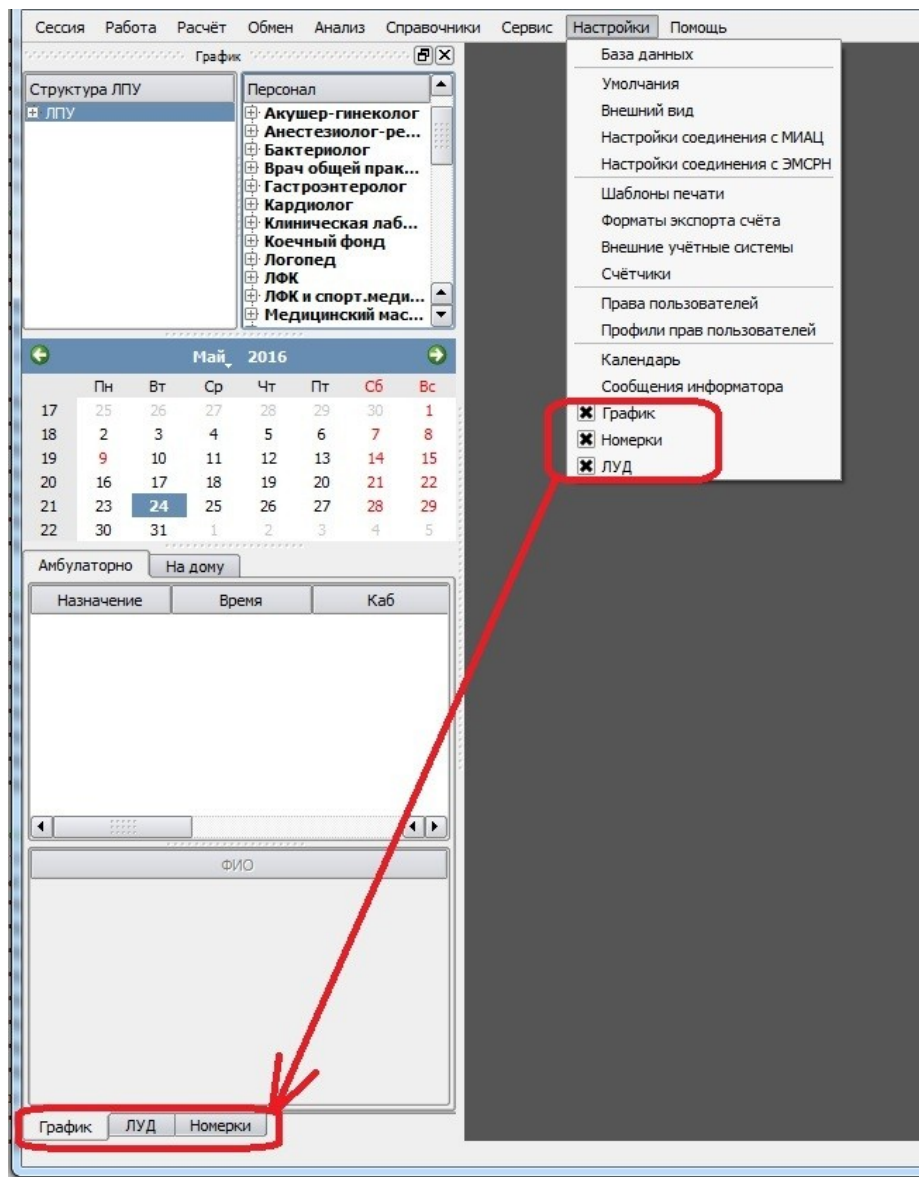 Сессия Работа Расчёт Обмен Анализ Справочники Сервис Настройки Помощь
График
Структура ЛПУ
ЛПУ
Персонал
Акушер-гинеколог
Анестезиолог-ре...
Бактериолог
Врач общей прак...
Гастроэнтеролог
Кардиолог
Клиническая лаб...
Коечный фонд
Логопед
ЛФК
ЛФК и спорт.меди...
Медицинский мас...
Май, 2016
Пн Вт Ср Чт Пт Сб Вс
17 25 26 27 28 29 30 1
18 2 3 4 5 6 7 8
19 9 10 11 12 13 14 15
20 16 17 18 19 20 21 22
21 23 24 25 26 27 28 29
22 30 31 1 2 3 4 5
Амбулаторно На дому
Назначение Время Каб
ФИО
График ЛУД Номерки
База данных
Умолчания
Внешний вид
Настройки соединения с МИАЦ
Настройки соединения с ЭМСРН
Шаблоны печати
Форматы экспорта счёта
Внешние учётные системы
Счётчики
Права пользователей
Профили прав пользователей
Календарь
Сообщения информатора
График
Номерки
ЛУД